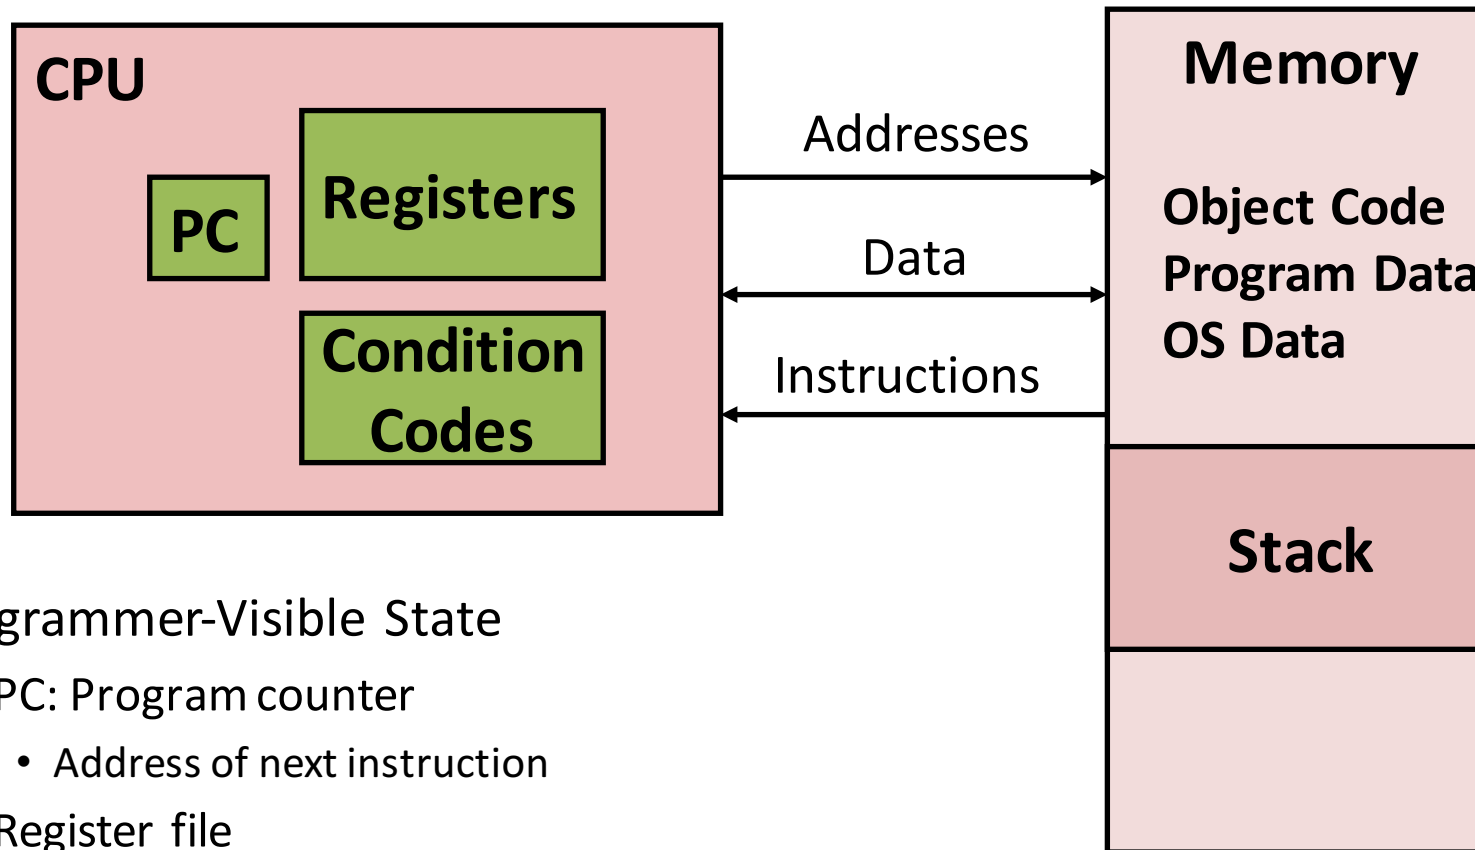 CPU
PC
Registers
Condition
Codes
Addresses
Data
Instructions
Memory
Object Code
Program Data
OS Data
Stack
grammer-Visible State
PC: Program counter
• Address of next instruction
Register file